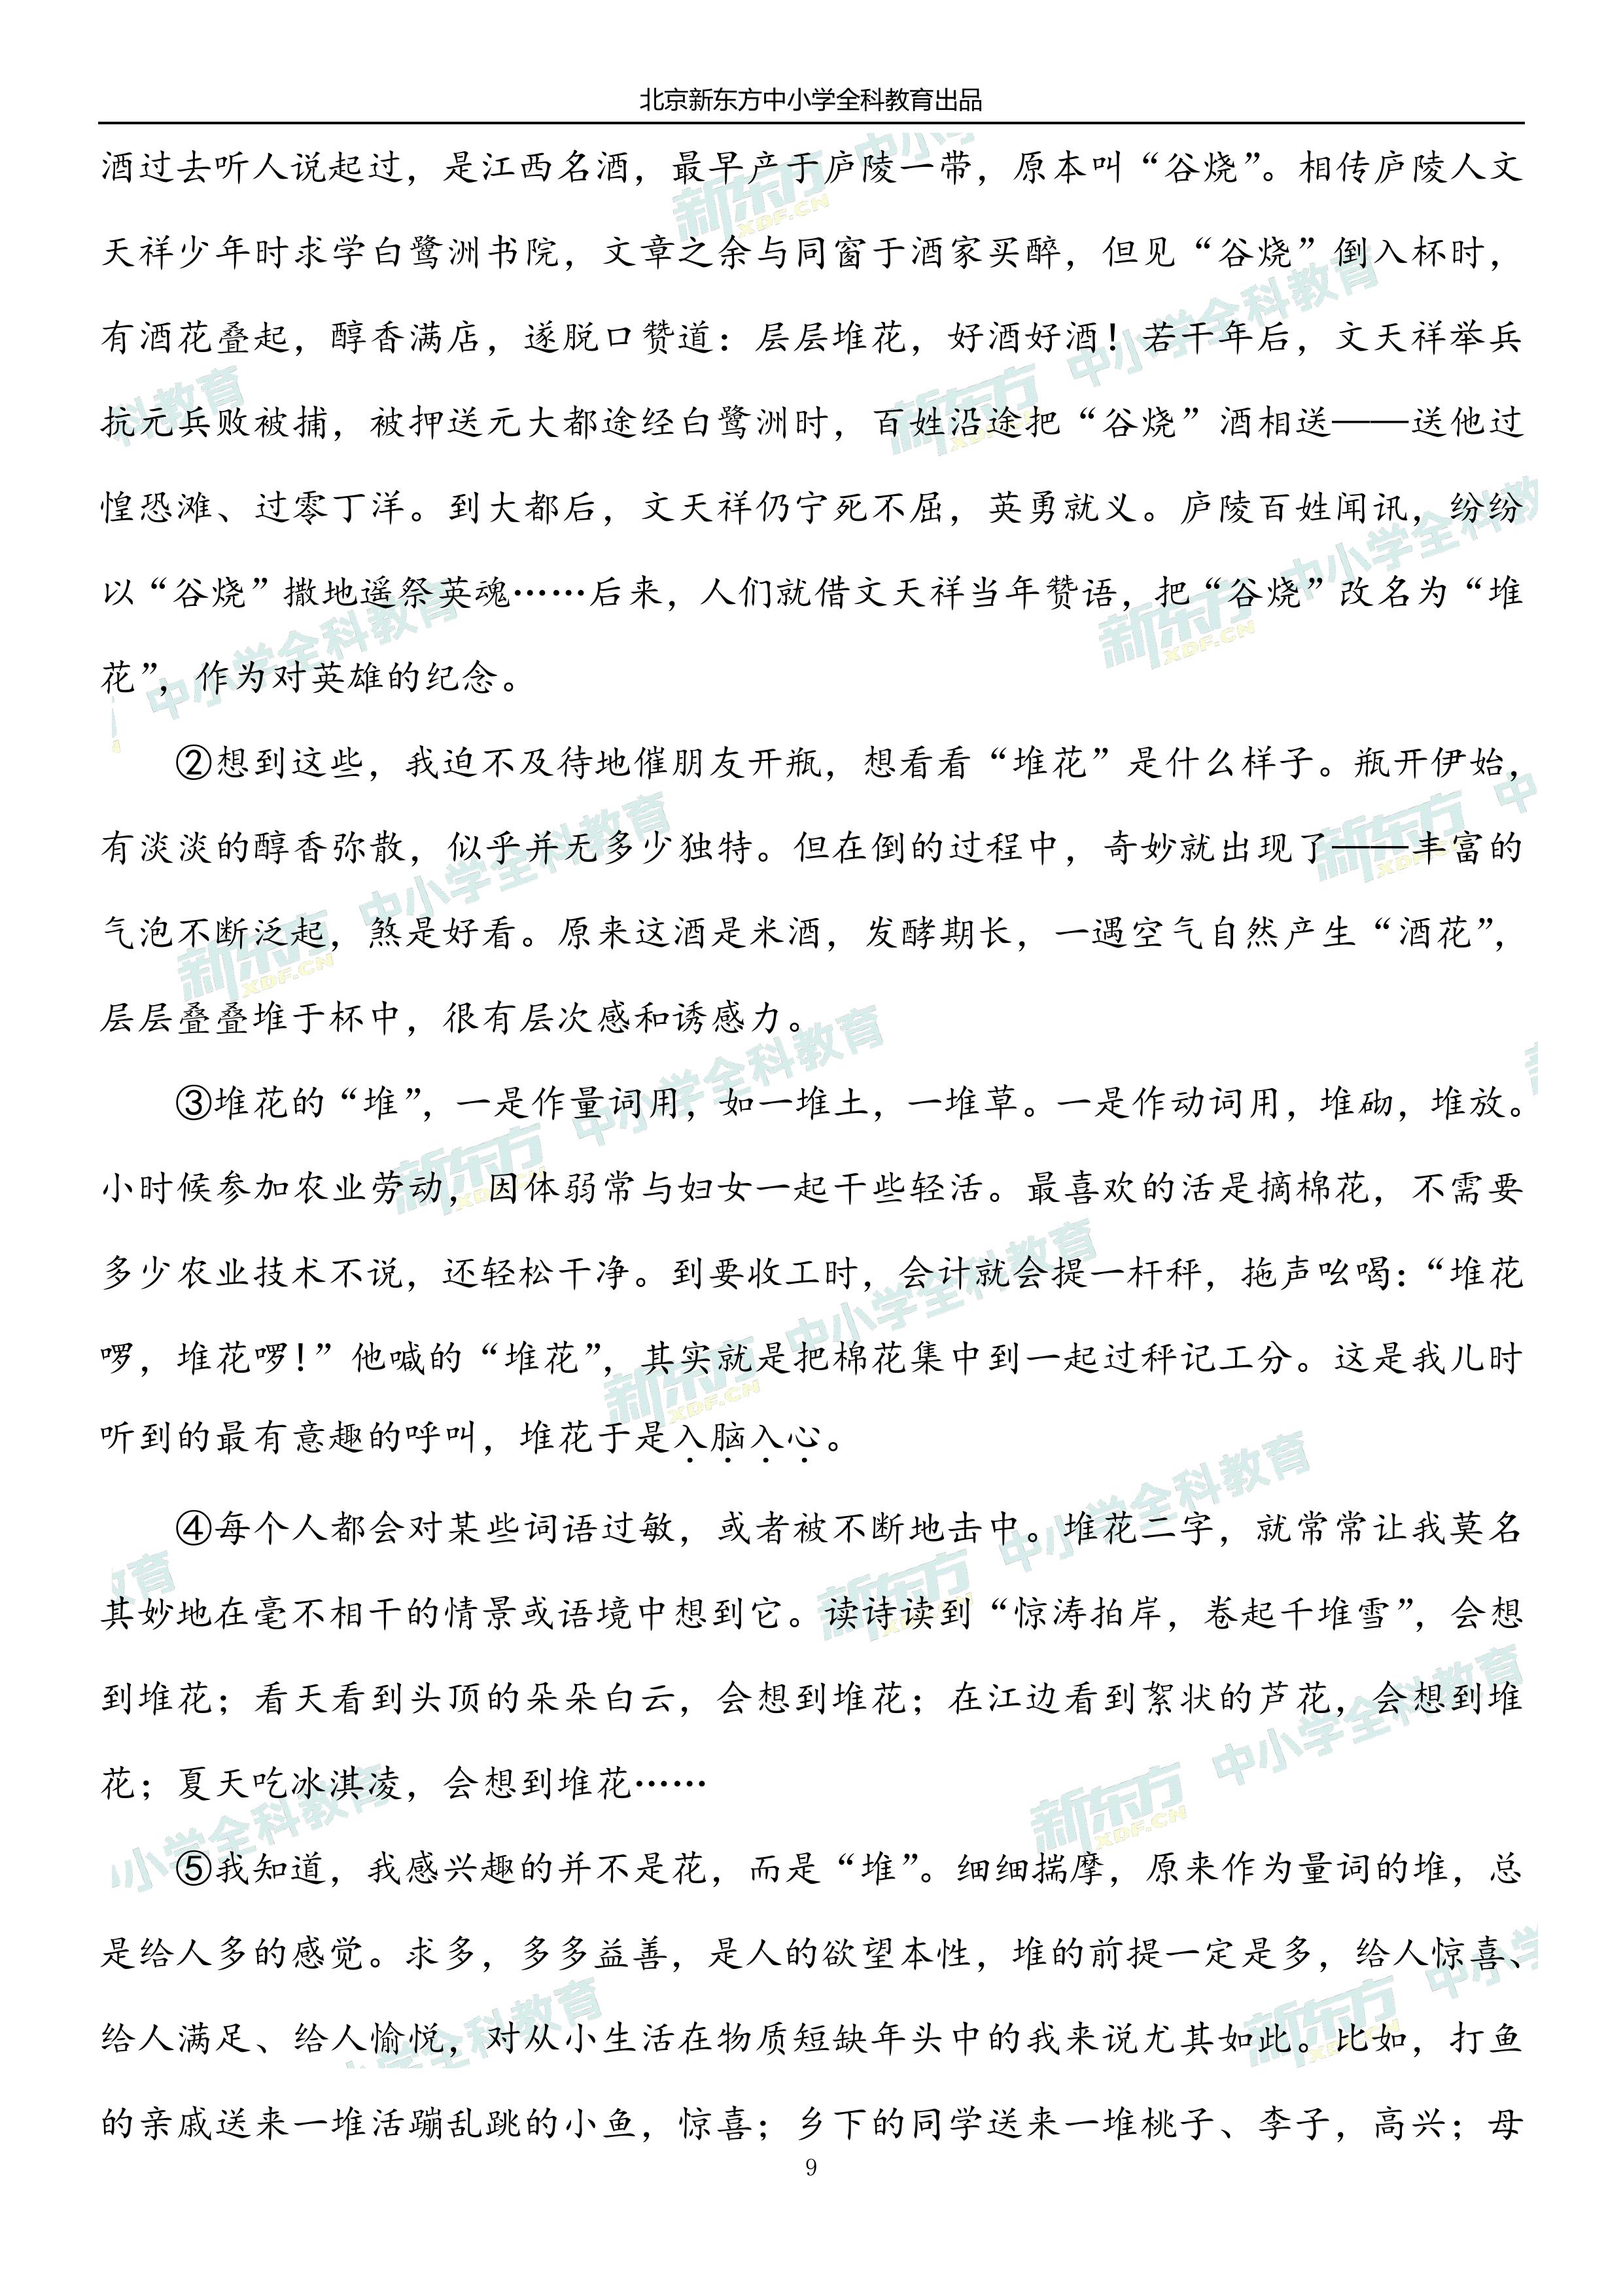 北京新东方中小学全科教育出品
酒过去听人说起过，是江西名酒，最早产于庐陵一带，原本叫“谷烧”。相传庐陵人文
天祥少年时求学白鹭洲书院，文章之余与同窗于酒家买醉，但见“谷烧”倒入杯时，
有酒花叠起，醇香满店，遂脱口赞道：层层堆花，好酒好酒！若干年后，文天祥举兵
抗元兵败被捕，被押送元大都途经白鹭洲时，百姓沿途把“谷烧”酒相送——送他过
惶恐滩、过零丁洋。到大都后，文天祥仍宁死不屈，英勇就义。庐陵百姓闻讯，纷纷
以“谷烧”撒地遥祭英魂……后来，人们就借文天祥当年赞语，把“谷烧”改名为“堆
花”，作为对英雄的纪念。
②想到这些，我迫不及待地催朋友开瓶，想看看“堆花”是什么样子。瓶开伊始，
有淡淡的醇香弥散，似乎并无多少独特。但在倒的过程中，奇妙就出现了——丰富的
气泡不断泛起，煞是好看。原来这酒是米酒，发酵期长，一遇空气自然产生“酒花”，
层层叠叠堆于杯中，很有层次感和诱惑力。
③堆花的“堆”，一是作量词用，如一堆土，一堆草。一是作动词用，堆砌，堆放。
小时候参加农业劳动，因体弱常与妇女一起干些轻活。最喜欢的活是摘棉花，不需要
多少农业技术不说，还轻松干净。到要收工时，会计就会提一杆秤，拖声吆喝：“堆花
啰，堆花啰！”他喊的“堆花”，其实就是把棉花集中到一起过秤记工分。这是我儿时
听到的最有意趣的呼叫，堆花于是入脑入心。
④每个人都会对某些词语过敏，或者被不断地击中。堆花二字，就常常让我莫名
其妙地在毫不相干的情景或语境中想到它。读诗读到“惊涛拍岸，卷起千堆雪”，会想
到堆花；看天看到头顶的朵朵白云，会想到堆花；在江边看到絮状的芦花，会想到堆
花；夏天吃冰淇凌，会想到堆花……
⑤我知道，我感兴趣的并不是花，而是“堆”。细细揣摩，原来作为量词的堆，总
是给人多的感觉。求多，多多益善，是人的欲望本性，堆的前提一定是多，给人惊喜、
给人满足、给人愉悦，对从小生活在物质短缺年头中的我来说尤其如此。比如，打鱼
的亲戚送来一堆活蹦乱跳的小鱼，惊喜；乡下的同学送来一堆桃子、李子，高兴；母
9